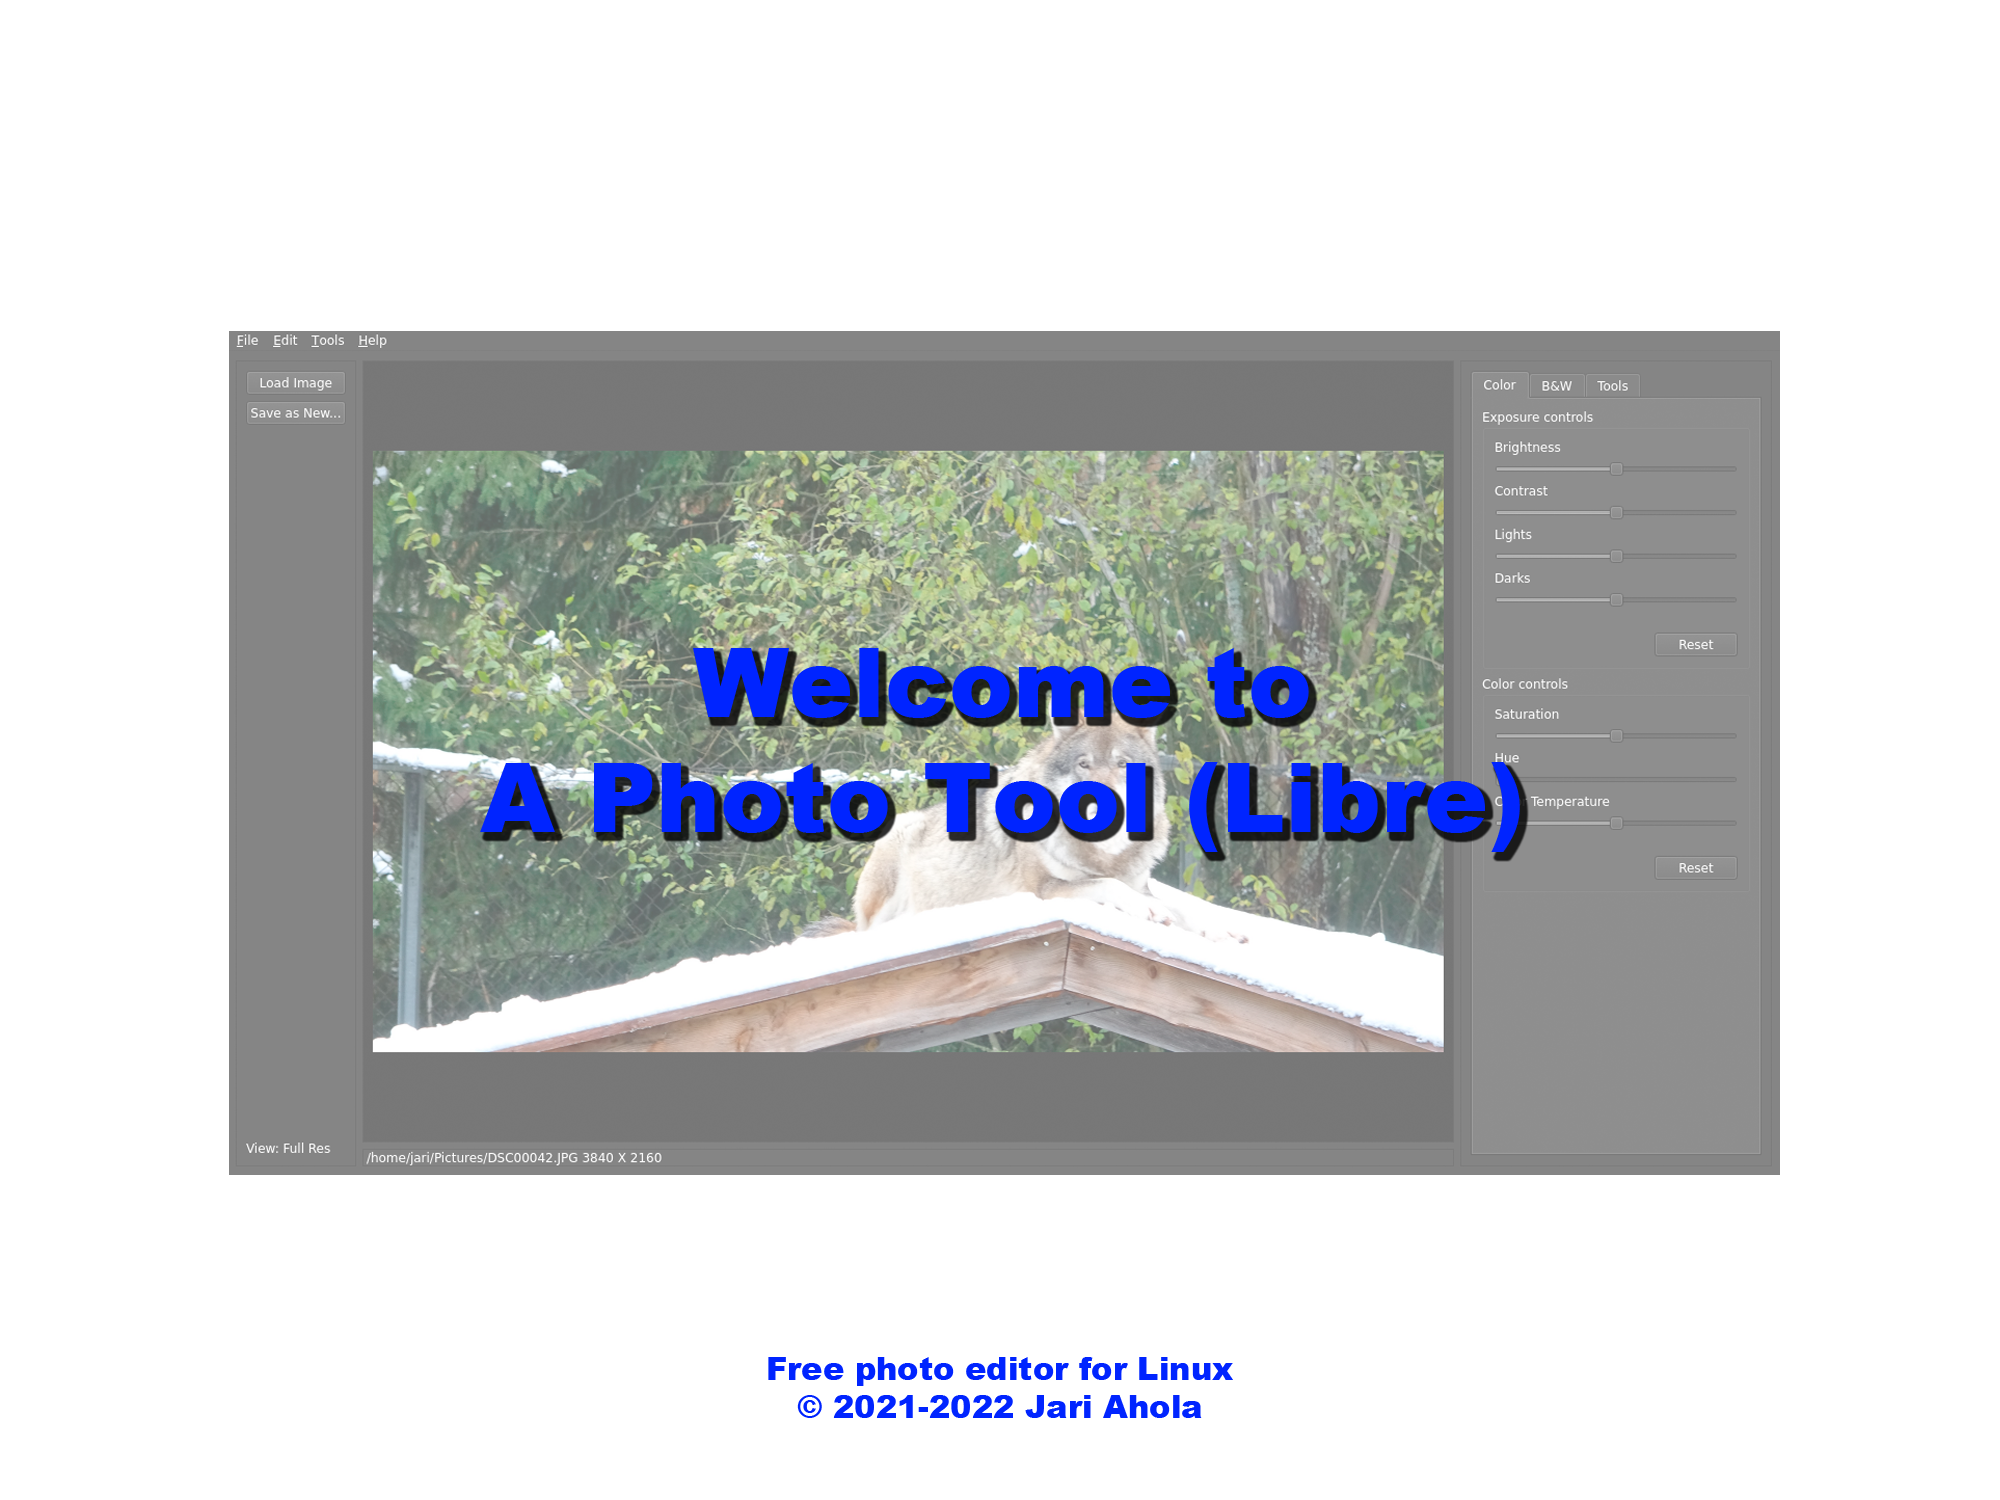 File Edit Tools Help
Load Image
Save as New...
View: Full Res
Welcome to
A Photo Tool (Libre)
/home/jari/Pictures/DSC00042.JPG 3840 X 2160
Color B&W Tools
Exposure controls
Brightness
Contrast
Lights
Darks
Reset
Color controls
Saturation
Hue
Temperature
Reset
Free photo editor for Linux
© 2021-2022 Jari Ahola